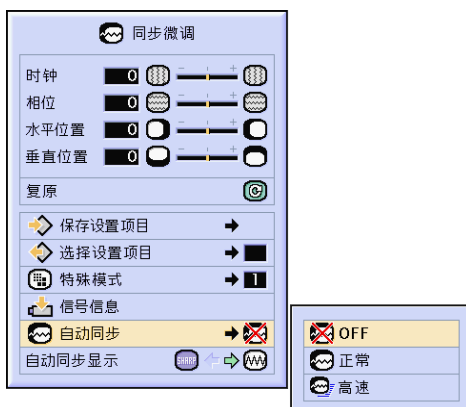 同步微调
时钟 0 - +
相位 0 - +
水平位置 0 - +
垂直位置 0 - +
复原
保存设置项目
选择设置项目
特殊模式 1
信号信息
自动同步
自动同步显示 SHARP
OFF
正常
高速